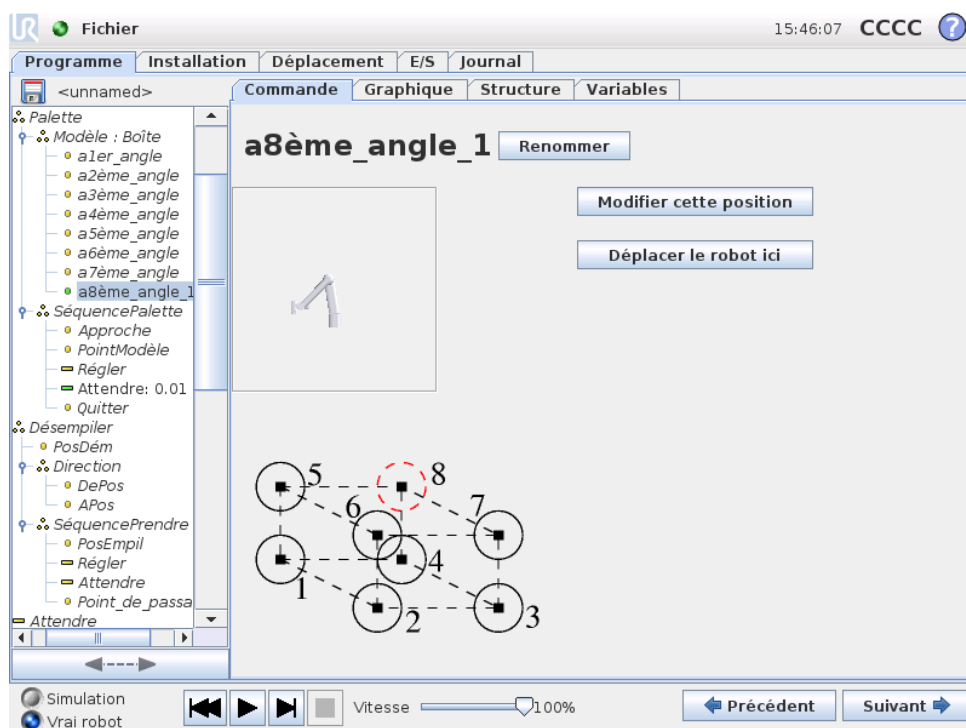 UR Fichier 15:46:07 CCCC ?
Programme Installation Déplacement E/S Journal
<unnamed>
Commande Graphique Structure Variables
Palette
Modèle : Boîte
a1er_angle
a2ème_angle
a3ème_angle
a4ème_angle
a5ème_angle
a6ème_angle
a7ème_angle
a8ème_angle_1
SéquencePalette
Approche
PointModèle
Régler
Attendre: 0.01
Quitter
Désempiler
PosDém
Direction
DePos
APos
SéquencePrendre
PosEmpil
Régler
Attendre
Point_de_passa
Attendre
a8ème_angle_1 Renommer
Modifier cette position
Déplacer le robot ici
5 8
6 7
1 4
2 3
Simulation
Vrai robot
Vitesse 100%
Précédent Suivant